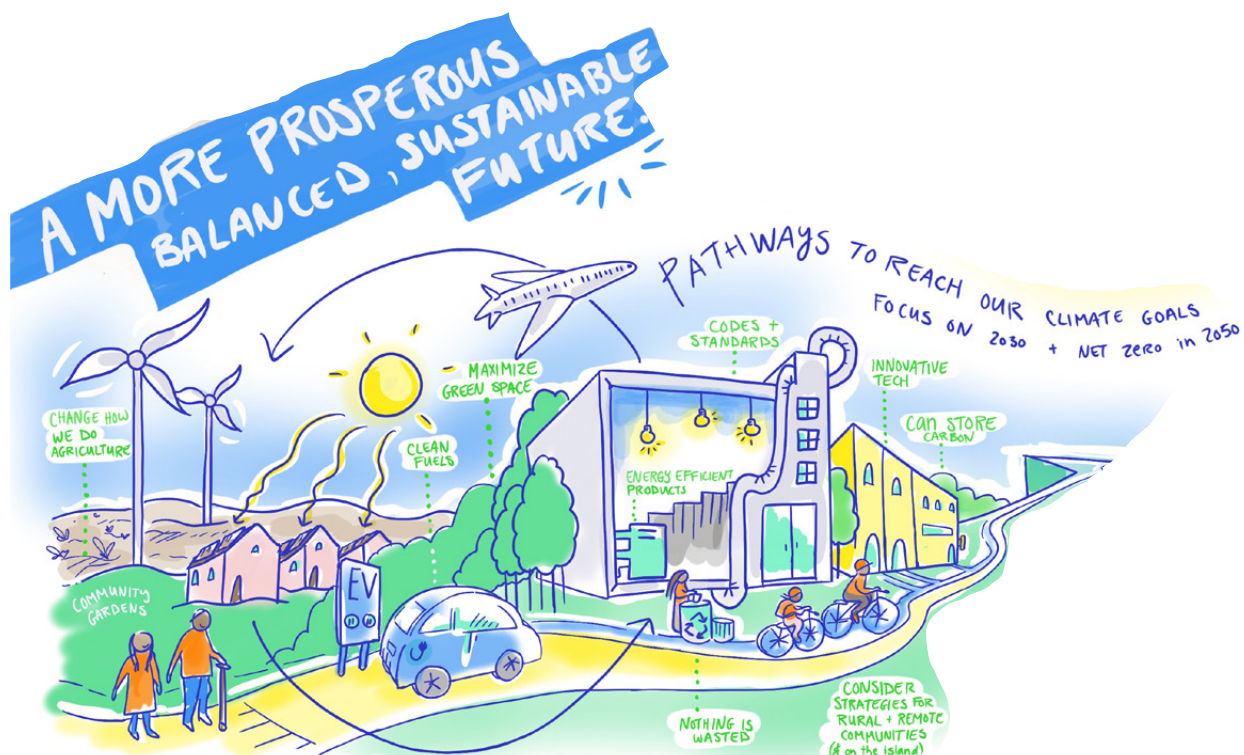 A MORE PROSPEROUS
BALANCED, SUSTAINABLE
FUTURE.
PATHWAYS TO REACH OUR CLIMATE GOALS
FOCUS ON 2030 + NET ZERO in 2050
CODES +
STANDARDS
MAXIMIZE
GREEN SPACE
INNOVATIVE
TECH
CAN STORE
CARBON
CHANGE HOW
WE DO
AGRICULTURE
CLEAN
FUELS
ENERGY EFFICIENT
PRODUCTS
COMMUNITY
GARDENS
EV
NOTHING IS
WASTED
CONSIDER
STRATEGIES FOR
RURAL + REMOTE
COMMUNITIES
(& on the island)